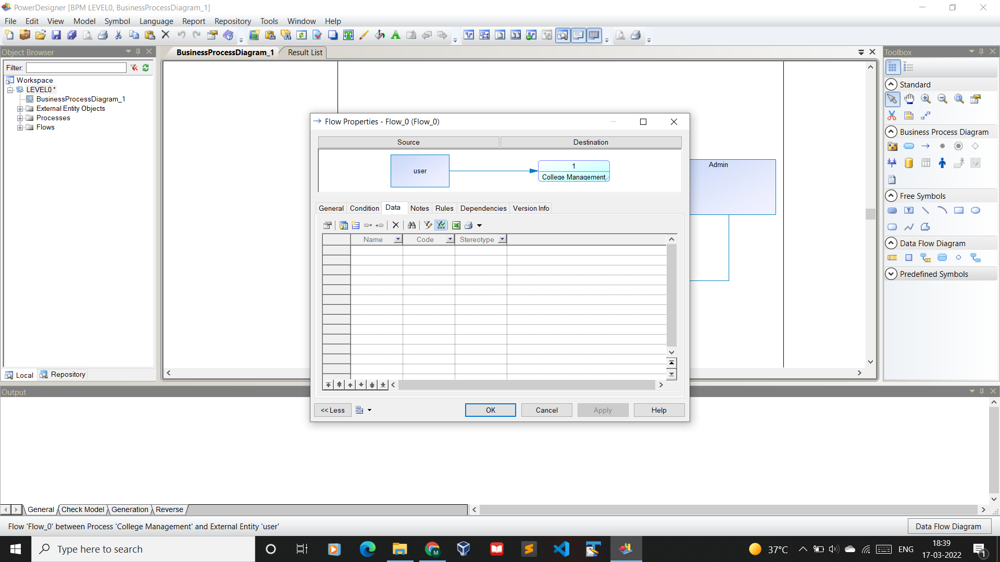 PowerDesigner [BPM LEVEL0, BusinessProcessDiagram_1]
File Edit View Model Symbol Language Report Repository Tools Window Help
Object Browser
Filter:
Workspace
LEVEL0 *
BusinessProcessDiagram_1
External Entity Objects
Processes
Flows
Local Repository
BusinessProcessDiagram_1 Result List
Admin
Flow Properties - Flow_0 (Flow_0)
Source Destination
user
1
College Management
General Condition Data Notes Rules Dependencies Version Info
Name Code Stereotype
<< Less OK Cancel Apply Help
Toolbox
Standard
Business Process Diagram
Free Symbols
Data Flow Diagram
Predefined Symbols
Output
General Check Model Generation Reverse
Flow 'Flow_0' between Process 'College Management' and External Entity 'user'
Data Flow Diagram
Type here to search
M
37°C
ENG
18:39
17-03-2022
1